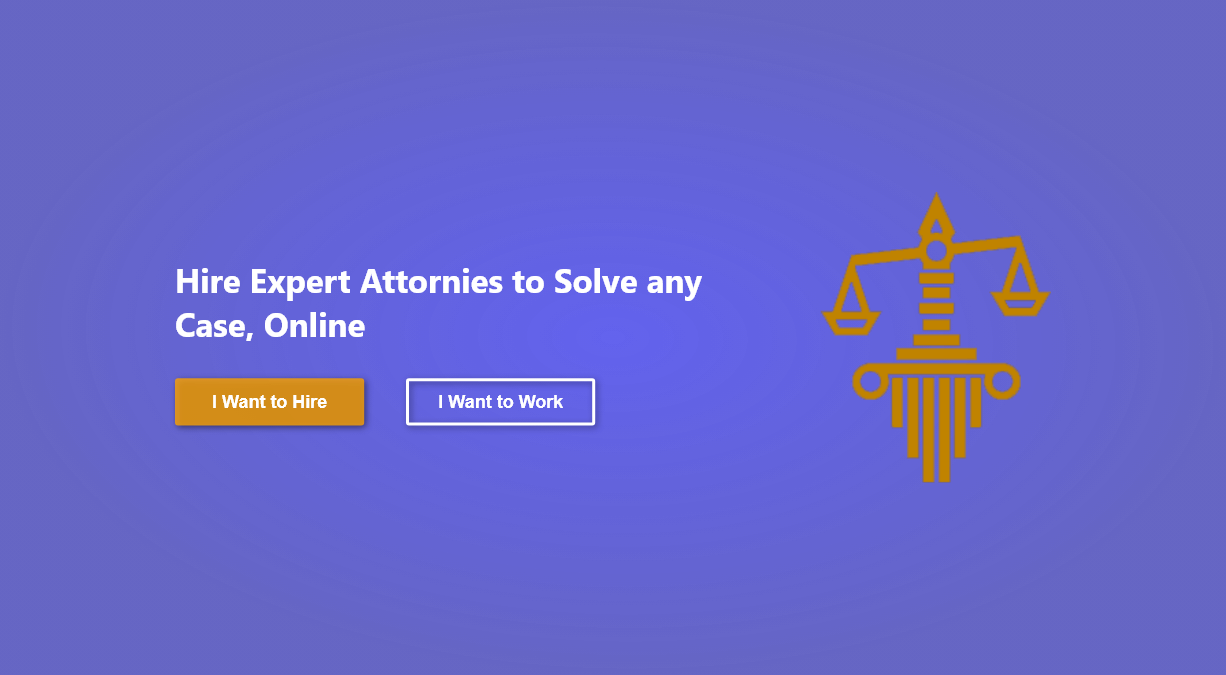 Hire Expert Attornies to Solve any
Case, Online
I Want to Hire
I Want to Work